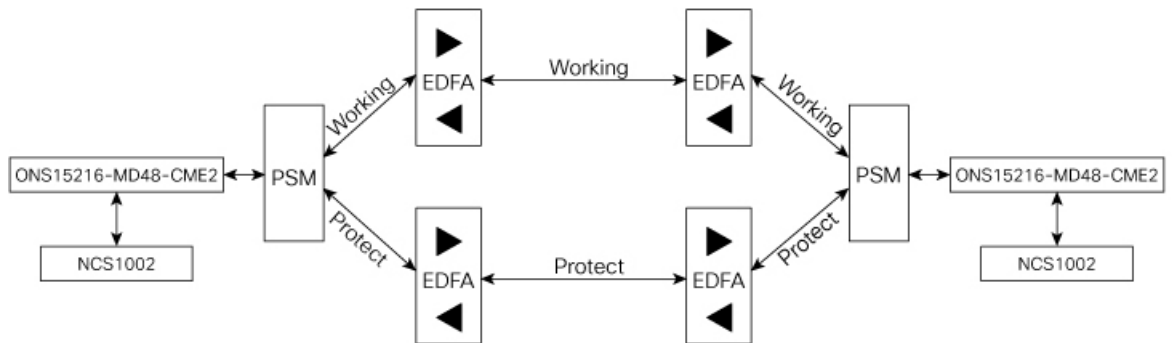 EDFA
Working
EDFA
Working
Working
ONS15216-MD48-CME2
PSM
PSM
ONS15216-MD48-CME2
NCS1002
Protect
EDFA
Protect
EDFA
Protect
NCS1002